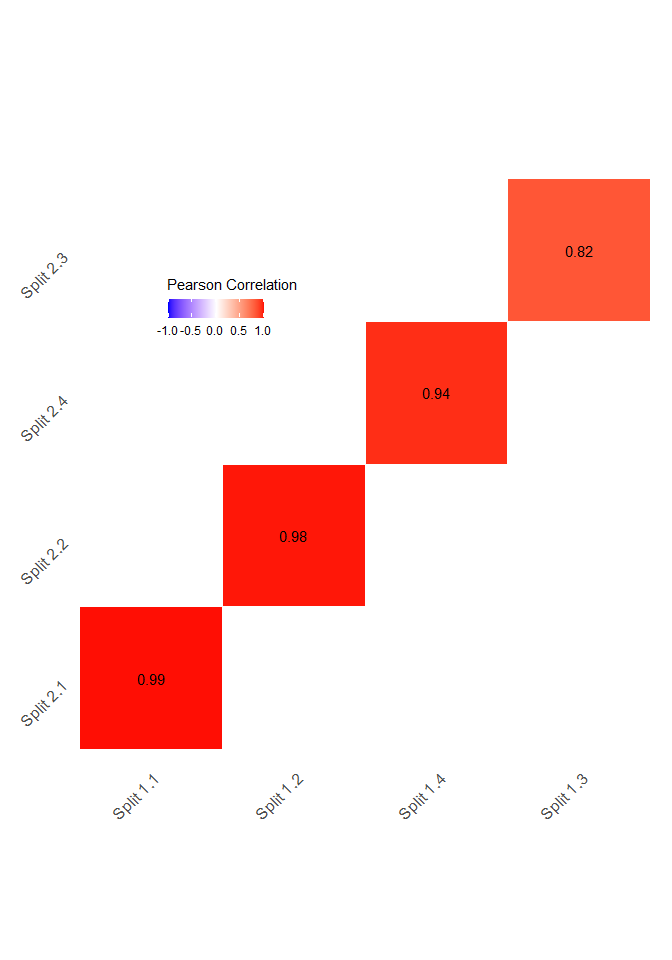 Split 2.3
0.82
Pearson Correlation
-1.0 -0.5 0.0 0.5 1.0
Split 2.4
0.94
Split 2.2
0.98
Split 2.1
0.99
Split 1.1 Split 1.2 Split 1.4 Split 1.3